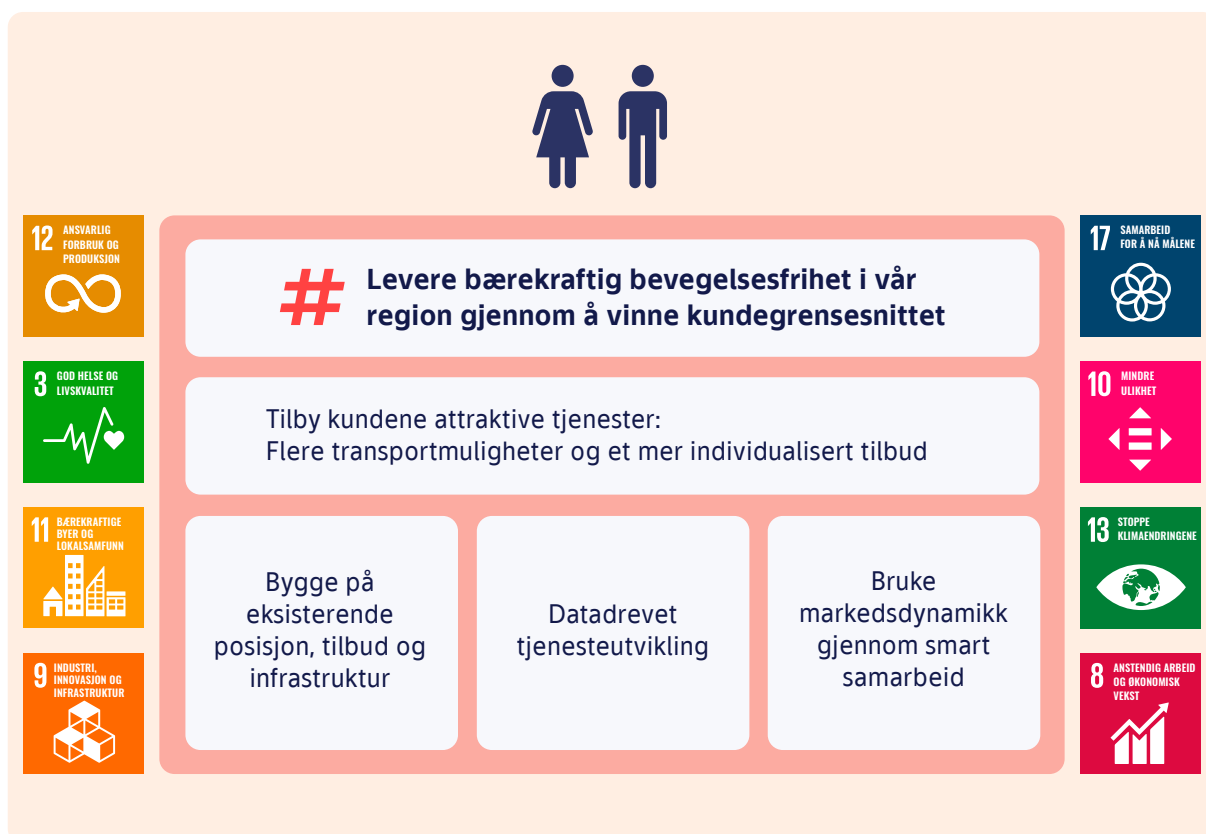 12 ANSVARLIG
FORBRUK OG
PRODUKSJON
3 GOD HELSE OG
LIVSKVALITET
11 BÆREKRAFTIGE
BYER OG
LOKALSAMFUNN
9 INDUSTRI,
INNOVASJON OG
INFRASTRUKTUR
# Levere bærekraftig bevegelsesfrihet i vår
region gjennom å vinne kundegrensesnittet
Tilby kundene attraktive tjenester:
Flere transportmuligheter og et mer individualisert tilbud
Bygge på
eksisterende
posisjon, tilbud og
infrastruktur
Datadrevet
tjenesteutvikling
Bruke
markedsdynamikk
gjennom smart
samarbeid
17 SAMARBEID
FOR Å NÅ MÅLENE
10 MINDRE
ULIKHET
13 STOPPE
KLIMAENDRINGENE
8 ANSTENDIG ARBEID
OG ØKONOMISK
VEKST